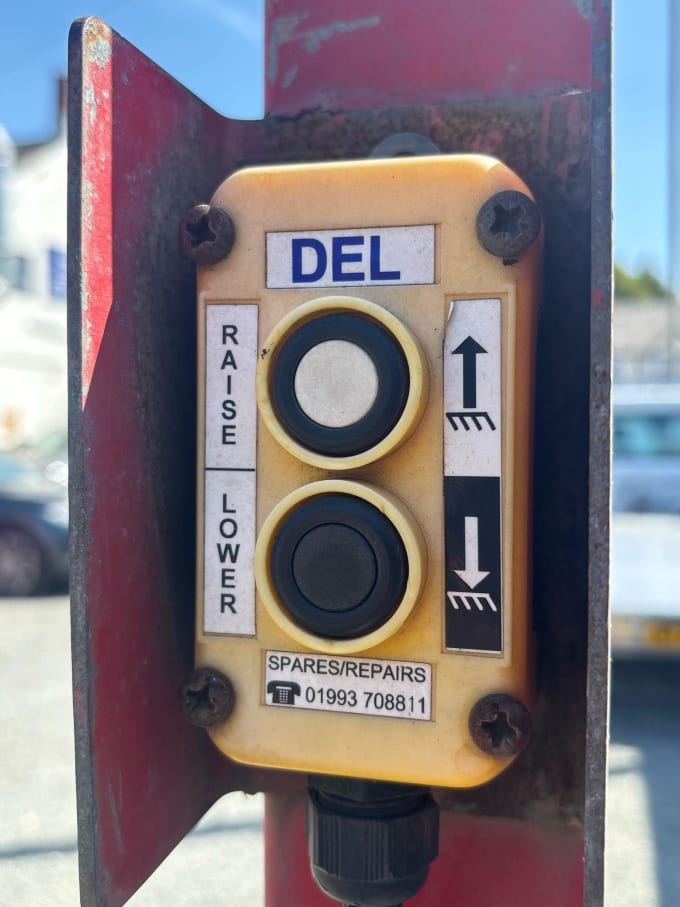 DEL
RAISE
LOWER
SPARES/REPAIRS
01993 708811